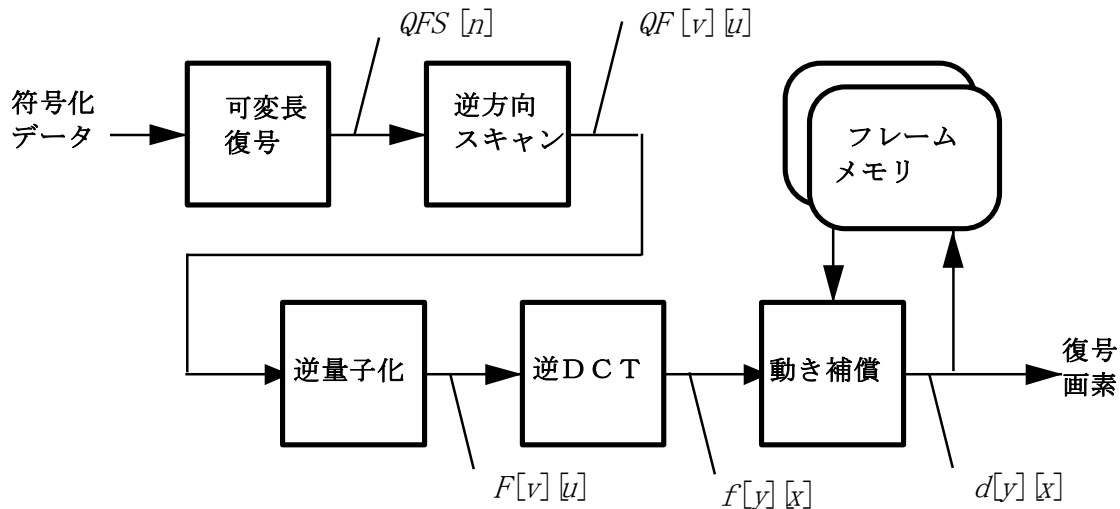 QFS [n]
QF [v] [u]
符号化
データ
可変長
復号
逆方向
スキャン
フレーム
メモリ
逆量子化
逆ＤＣＴ
動き補償
復号
画素
F[v] [u]
f[y] [x]
d[y] [x]